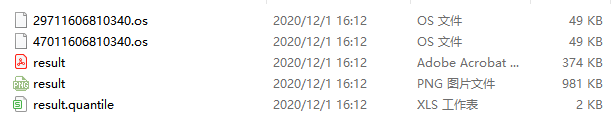 29711606810340.os 2020/12/1 16:12 OS 文件 49 KB
47011606810340.os 2020/12/1 16:12 OS 文件 49 KB
result 2020/12/1 16:12 Adobe Acrobat ... 374 KB
PNG result 2020/12/1 16:12 PNG 图片文件 981 KB
S result.quantile 2020/12/1 16:12 XLS 工作表 2 KB